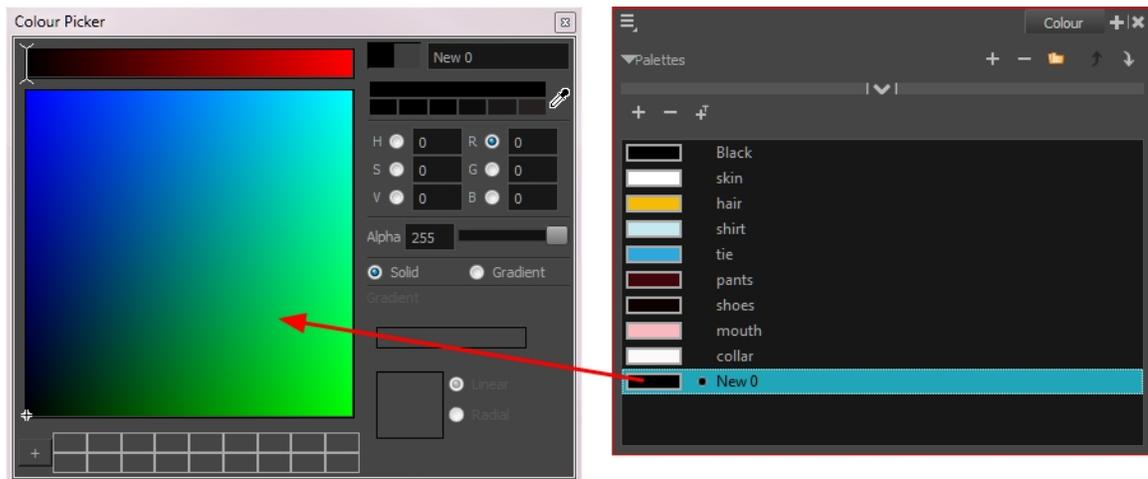 Colour Picker
New 0
H 0 R 0
S 0 G 0
V 0 B 0
Alpha 255
Solid Gradient
Gradient
Linear
Radial
Colour
Palettes
Black
skin
hair
shirt
tie
pants
shoes
mouth
collar
New 0